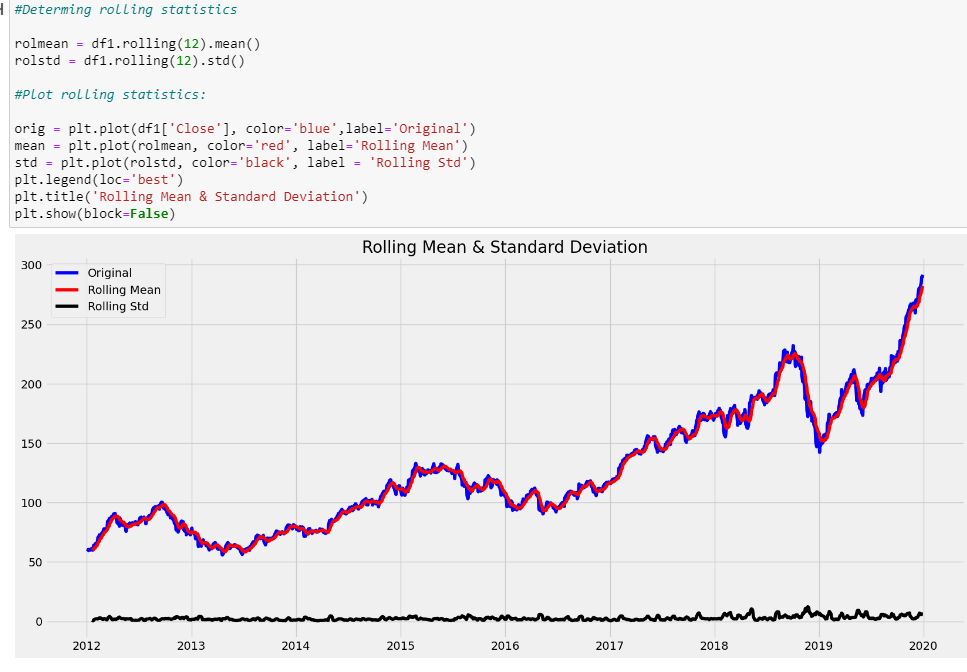 #Determing rolling statistics
rolmean = df1.rolling(12).mean()
rolstd = df1.rolling(12).std()
#Plot rolling statistics:
orig = plt.plot(df1['Close'], color='blue',label='Original')
mean = plt.plot(rolmean, color='red', label='Rolling Mean')
std = plt.plot(rolstd, color='black', label = 'Rolling Std')
plt.legend(loc='best')
plt.title('Rolling Mean & Standard Deviation')
plt.show(block=False)
Rolling Mean & Standard Deviation
Original
Rolling Mean
Rolling Std
300
250
200
150
100
50
0
2012 2013 2014 2015 2016 2017 2018 2019 2020